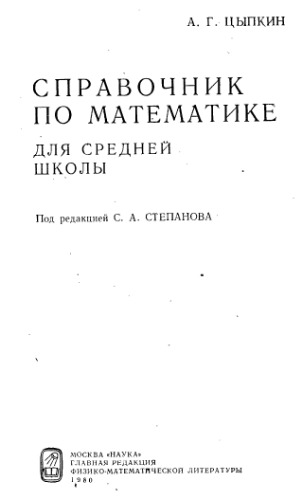 А. Г. ЦЫПКИН
СПРАВОЧНИК
ПО МАТЕМАТИКЕ
ДЛЯ СРЕДНЕЙ
ШКОЛЫ
Под редакцией С. А. СТЕПАНОВА
МОСКВА «НАУКА»
ГЛАВНАЯ РЕДАКЦИЯ
ФИЗИКО-МАТЕМАТИЧЕСКОЙ ЛИТЕРАТУРЫ
1980